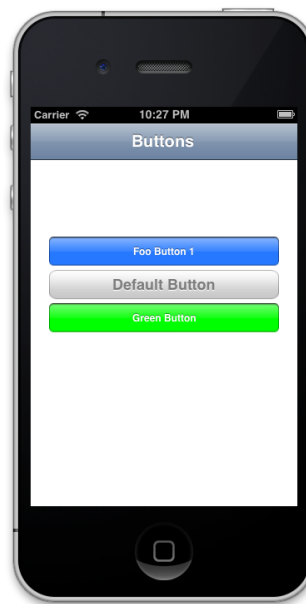 Carrier 10:27 PM
Buttons
Foo Button 1
Default Button
Green Button